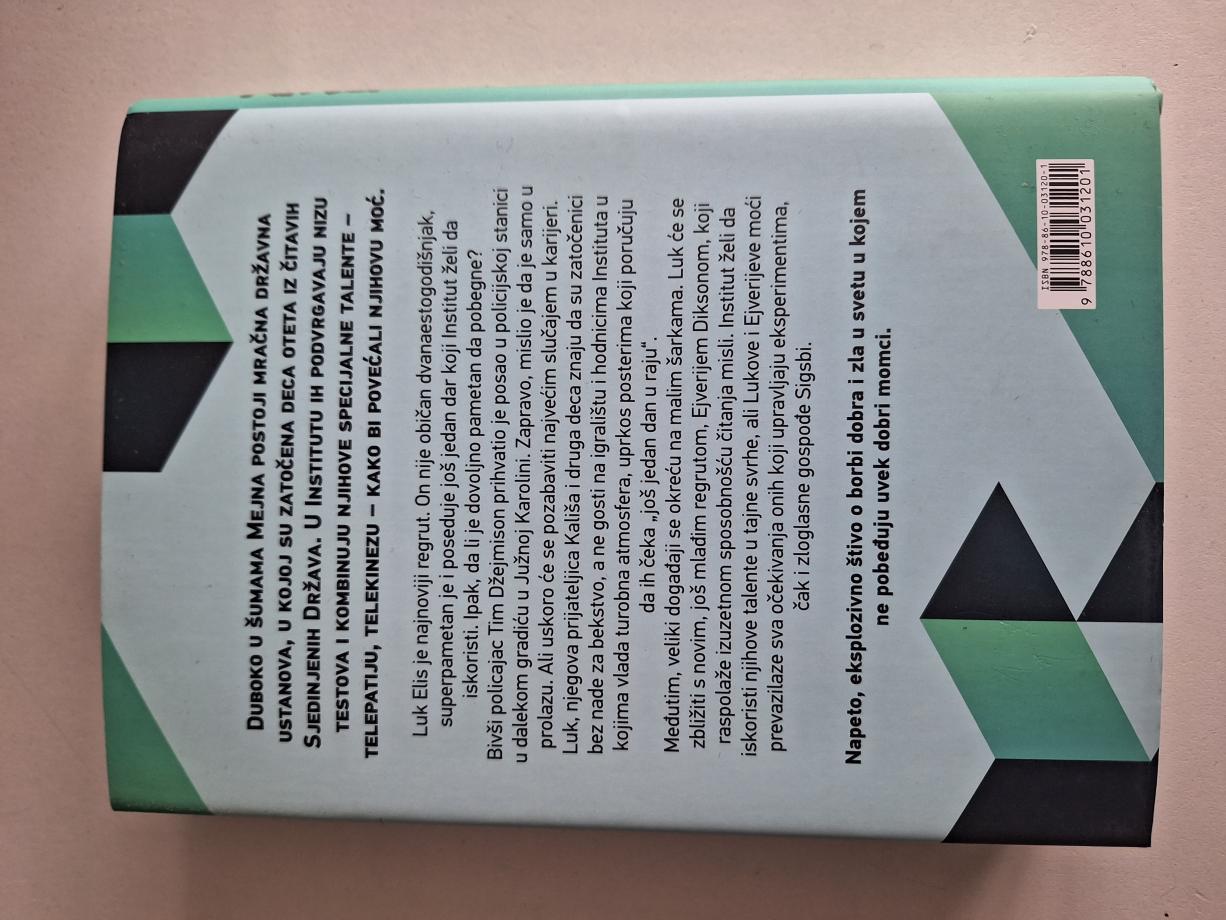 Duboko u šumama Mejna postoji mračna državna
ustanova, u kojoj su zatočena deca oteta iz čitavih
Sjedinjenih Država. U Institutu ih podvrgavaju nizu
testova i kombinuju njihove specijalne talente –
telepatiju, telekinezu – kako bi povećali njihovu moć.
Luk Elis je najnoviji regrut. On nije običan dvanaestogodišnjak,
superpametan je i poseduje još jedan dar koji Institut želi da
iskoristi. Ipak, da li je dovoljno pametan da pobegne?
Bivši policajac Tim Džejmison prihvatio je posao u policijskoj stanici
u dalekom gradiću u Južnoj Karolini. Zapravo, mislio je da je samo u
prolazu. Ali uskoro će se pozabaviti najvećim slučajem u karijeri.
Luk, njegova prijateljica Kališa i druga deca znaju da su zatočenici
bez nade za bekstvo, a ne gosti na igralištu i hodnicima Instituta u
kojima vlada turobna atmosfera, uprkos posterima koji poručuju
da ih čeka „još jedan dan u raju“.
Međutim, veliki događaji se okreću na malim šarkama. Luk će se
zbližiti s novim, još mlađim regrutom, Ejverijem Diksonom, koji
raspolaže izuzetnom sposobnošću čitanja misli. Institut želi da
iskoristi njihove talente u tajne svrhe, ali Lukove i Ejverijeve moći
prevazilaze sva očekivanja onih koji upravljaju eksperimentima,
čak i zloglasne gospođe Sigsbi.
Napeto, eksplozivno štivo o borbi dobra i zla u svetu u kojem
ne pobeđuju uvek dobri momci.
ISBN 978-86-10-03120-1
9 788610 031201